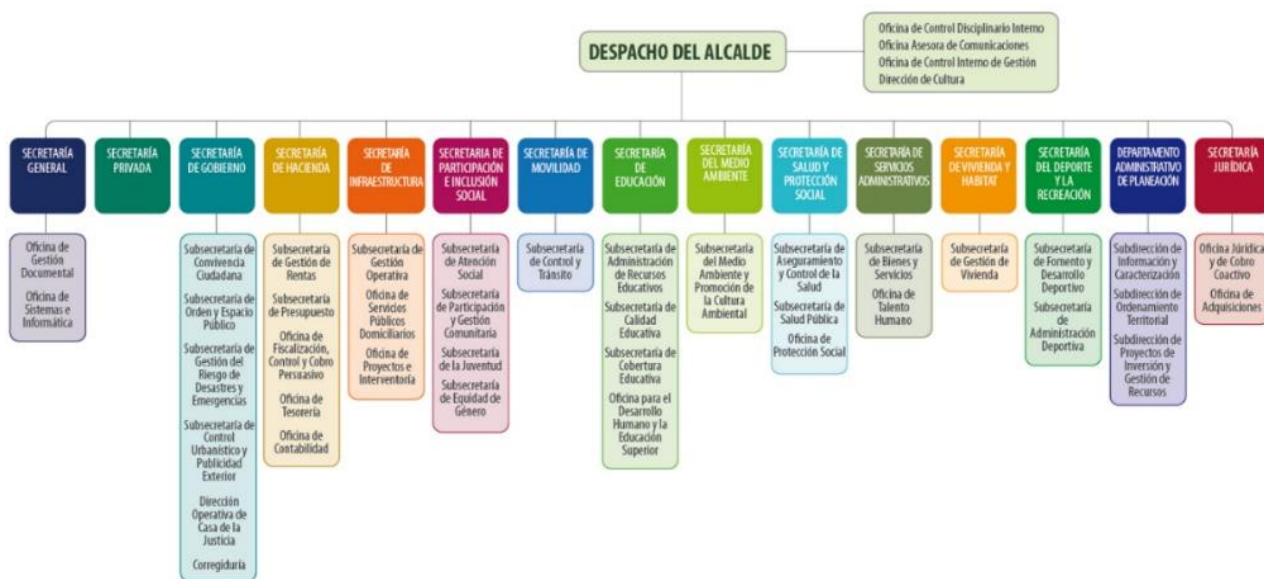 DESPACHO DEL ALCALDE
Oficina de Control Disciplinario Interno
Oficina Asesora de Comunicaciones
Oficina de Control Interno de Gestión
Dirección de Cultura
SECRETARÍA
GENERAL
SECRETARÍA
PRIVADA
SECRETARÍA
DE GOBIERNO
SECRETARÍA
DE HACIENDA
SECRETARÍA
DE
INFRAESTRUCTURA
SECRETARIA DE
PARTICIPACIÓN
E INCLUSIÓN
SOCIAL
SECRETARÍA DE
MOVILIDAD
SECRETARÍA
DE
EDUCACIÓN
SECRETARÍA
DEL MEDIO
AMBIENTE
SECRETARÍA DE
SALUD Y
PROTECCIÓN
SOCIAL
SECRETARÍA DE
SERVICIOS
ADMINISTRATIVOS
SECRETARÍA
DE VIVIENDA Y
HABITAT
SECRETARÍA
DEL DEPORTE
Y LA
RECREACIÓN
DEPARTAMENTO
ADMINISTRATIVO
DE PLANEACIÓN
SECRETARÍA
JURÍDICA
Oficina de
Gestión
Documental
Oficina de
Sistemas e
Informática
Subsecretaría de
Convivencia
Ciudadana
Subsecretaría de
Orden y Espacio
Público
Subsecretaría de
Gestión del
Riesgo de
Desastres y
Emergencias
Subsecretaría de
Control
Urbanístico y
Publicidad
Exterior
Dirección
Operativa de
Casa de la
Justicia
Corregiduría
Subsecretaría
de Gestión de
Rentas
Subsecretaría
de Presupuesto
Oficina de
Fiscalización,
Control y Cobro
Persuasivo
Oficina de
Tesorería
Oficina de
Contabilidad
Subsecretaría de
Gestión
Operativa
Oficina de
Servicios
Públicos
Domiciliarios
Oficina de
Proyectos e
Interventoría
Subsecretaría
de Atención
Social
Subsecretaría
de Participación
y Gestión
Comunitaria
Subsecretaría
de la Juventud
Subsecretaría
de Equidad de
Género
Subsecretaría
de Control y
Tránsito
Subsecretaría de
Administración
de Recursos
Educativos
Subsecretaría de
Calidad
Educativa
Subsecretaría de
Cobertura
Educativa
Oficina para el
Desarrollo
Humano y la
Educación
Superior
Subsecretaría
del Medio
Ambiente y
Promoción de
la Cultura
Ambiental
Subsecretaría de
Aseguramiento
y Control de la
Salud
Subsecretaría de
Salud Pública
Oficina de
Protección Social
Subsecretaría
de Bienes y
Servicios
Oficina de
Talento
Humano
Subsecretaría
de Gestión de
Vivienda
Subsecretaría
de Fomento y
Desarrollo
Deportivo
Subsecretaría
de
Administración
Deportiva
Subdirección de
Información y
Caracterización
Subdirección de
Ordenamiento
Territorial
Subdirección de
Proyectos de
Inversión y
Gestión de
Recursos
Oficina Jurídica
y de Cobro
Coactivo
Oficina de
Adquisiciones